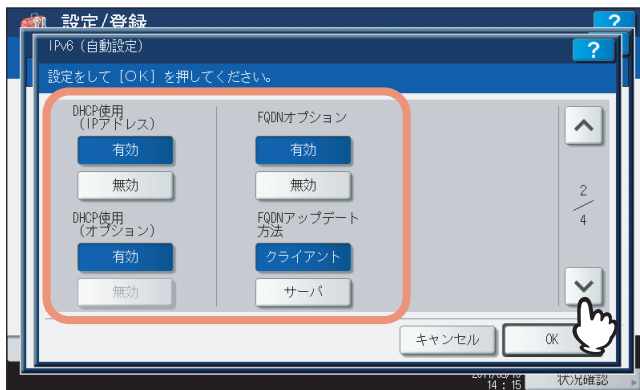 設定/登録
?
IPv6 (自動設定)
?
設定をして [OK] を押してください。
DHCP使用
(IPアドレス)
有効
無効
DHCP使用
(オプション)
有効
無効
FQDNオプション
有効
無効
FQDNアップデート
方法
クライアント
サーバ
2
4
キャンセル
OK
14 : 15
状況確認